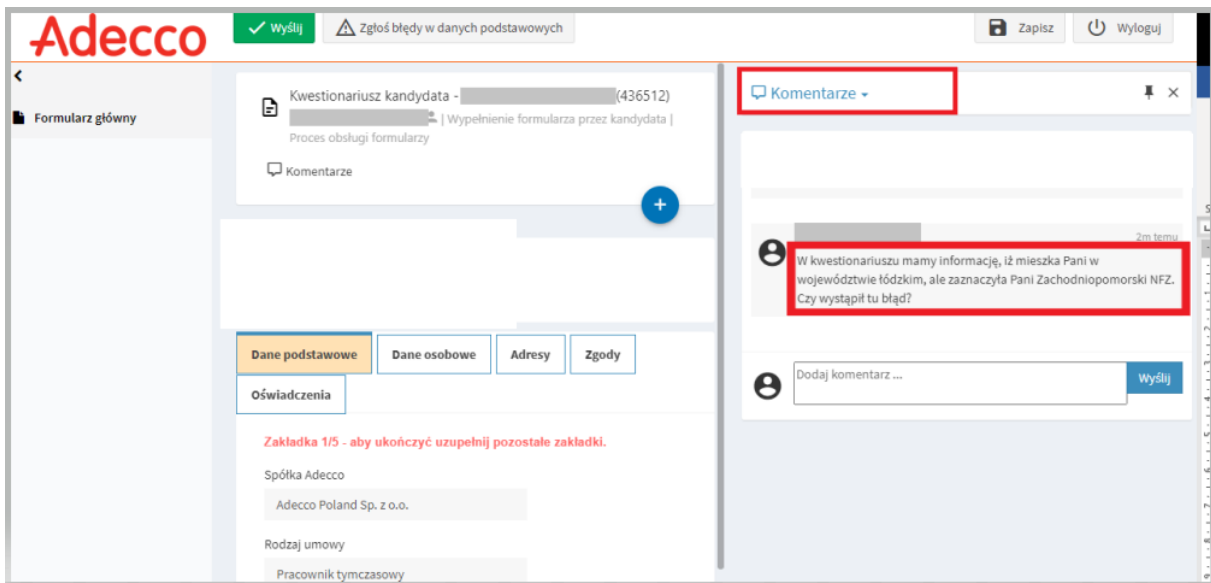 Adecco
Wyślij
Zgłoś błędy w danych podstawowych
Zapisz
Wyloguj
Formularz główny
Kwestionariusz kandydata - (436512)
| Wypełnienie formularza przez kandydata |
Proces obsługi formularzy
Komentarze
Komentarze
2m temu
W kwestionariuszu mamy informację, iż mieszka Pani w
województwie łódzkim, ale zaznaczyła Pani Zachodniopomorski NFZ.
Czy wystąpił tu błąd?
Dodaj komentarz ...
Wyślij
Dane podstawowe
Dane osobowe
Adresy
Zgody
Oświadczenia
Zakładka 1/5 - aby ukończyć uzupełnij pozostałe zakładki.
Spółka Adecco
Adecco Poland Sp. z o.o.
Rodzaj umowy
Pracownik tymczasowy